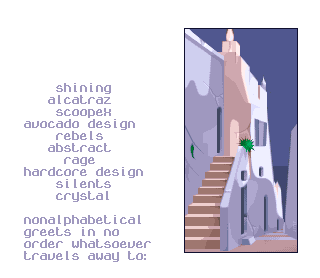 shining
alcatraz
scoopex
avocado design
rebels
abstract
rage
hardcore design
silents
crystal
nonalphabetical
greets in no
order whatsoever
travels away to: